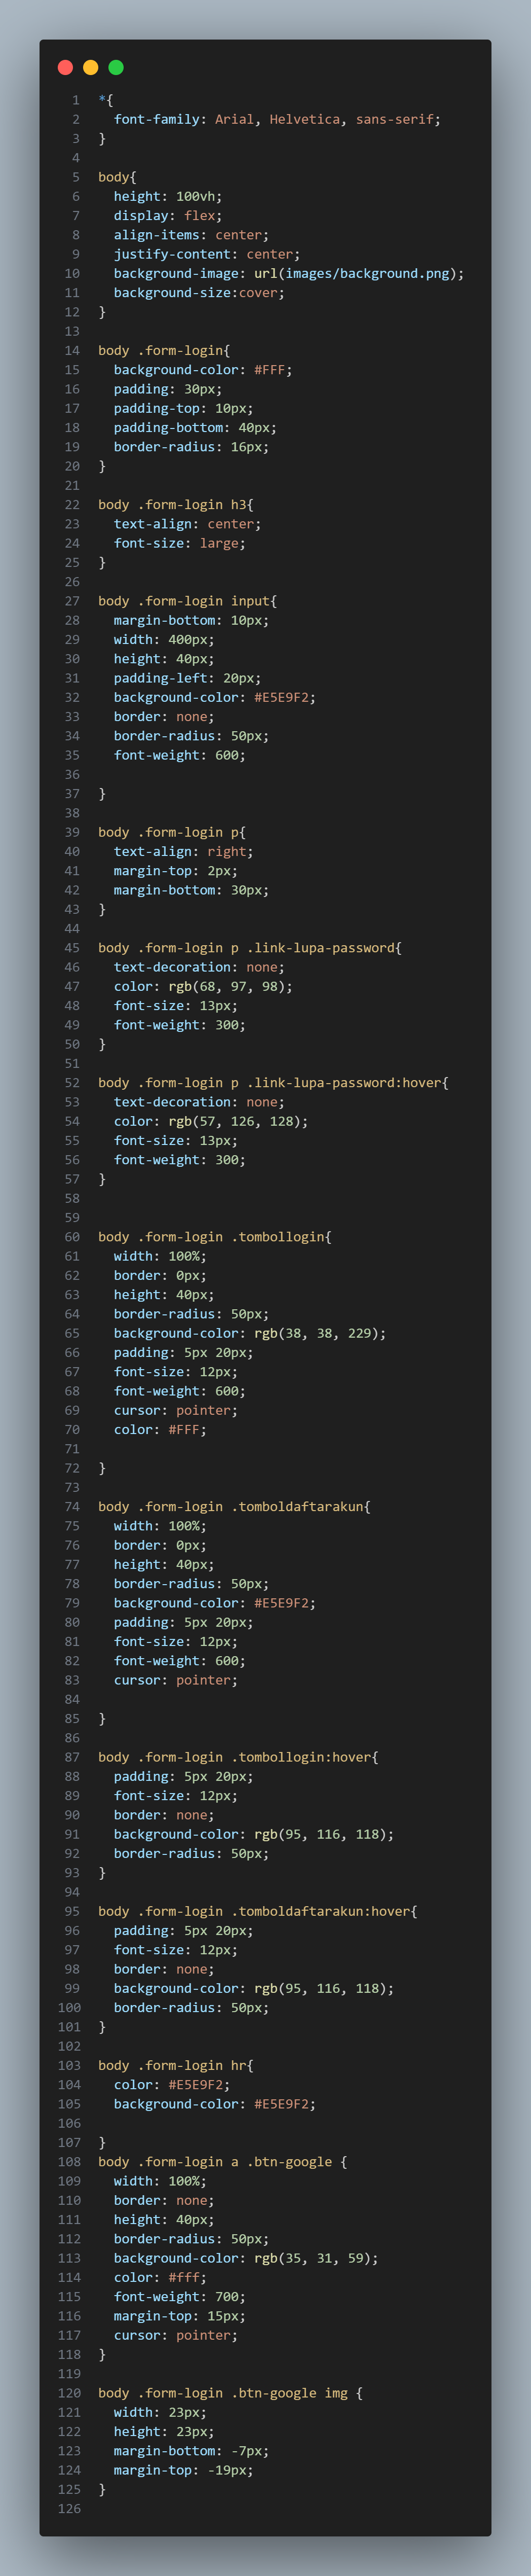 1 *{
2   font-family: Arial, Helvetica, sans-serif;
3 }
4
5 body{
6   height: 100vh;
7   display: flex;
8   align-items: center;
9   justify-content: center;
10   background-image: url(images/background.png);
11   background-size:cover;
12 }
13
14 body .form-login{
15   background-color: #FFF;
16   padding: 30px;
17   padding-top: 10px;
18   padding-bottom: 40px;
19   border-radius: 16px;
20 }
21
22 body .form-login h3{
23   text-align: center;
24   font-size: large;
25 }
26
27 body .form-login input{
28   margin-bottom: 10px;
29   width: 400px;
30   height: 40px;
31   padding-left: 20px;
32   background-color: #E5E9F2;
33   border: none;
34   border-radius: 50px;
35   font-weight: 600;
36
37 }
38
39 body .form-login p{
40   text-align: right;
41   margin-top: 2px;
42   margin-bottom: 30px;
43 }
44
45 body .form-login p .link-lupa-password{
46   text-decoration: none;
47   color: rgb(68, 97, 98);
48   font-size: 13px;
49   font-weight: 300;
50 }
51
52 body .form-login p .link-lupa-password:hover{
53   text-decoration: none;
54   color: rgb(57, 126, 128);
55   font-size: 13px;
56   font-weight: 300;
57 }
58
59
60 body .form-login .tombollogin{
61   width: 100%;
62   border: 0px;
63   height: 40px;
64   border-radius: 50px;
65   background-color: rgb(38, 38, 229);
66   padding: 5px 20px;
67   font-size: 12px;
68   font-weight: 600;
69   cursor: pointer;
70   color: #FFF;
71
72 }
73
74 body .form-login .tomboldaftarakun{
75   width: 100%;
76   border: 0px;
77   height: 40px;
78   border-radius: 50px;
79   background-color: #E5E9F2;
80   padding: 5px 20px;
81   font-size: 12px;
82   font-weight: 600;
83   cursor: pointer;
84
85 }
86
87 body .form-login .tombollogin:hover{
88   padding: 5px 20px;
89   font-size: 12px;
90   border: none;
91   background-color: rgb(95, 116, 118);
92   border-radius: 50px;
93 }
94
95 body .form-login .tomboldaftarakun:hover{
96   padding: 5px 20px;
97   font-size: 12px;
98   border: none;
99   background-color: rgb(95, 116, 118);
100   border-radius: 50px;
101 }
102
103 body .form-login hr{
104   color: #E5E9F2;
105   background-color: #E5E9F2;
106
107 }
108 body .form-login a .btn-google {
109   width: 100%;
110   border: none;
111   height: 40px;
112   border-radius: 50px;
113   background-color: rgb(35, 31, 59);
114   color: #fff;
115   font-weight: 700;
116   margin-top: 15px;
117   cursor: pointer;
118 }
119
120 body .form-login .btn-google img {
121   width: 23px;
122   height: 23px;
123   margin-bottom: -7px;
124   margin-top: -19px;
125 }
126